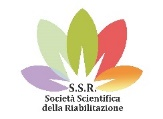 S.S.R.
Società Scientifica
della Riabilitazione